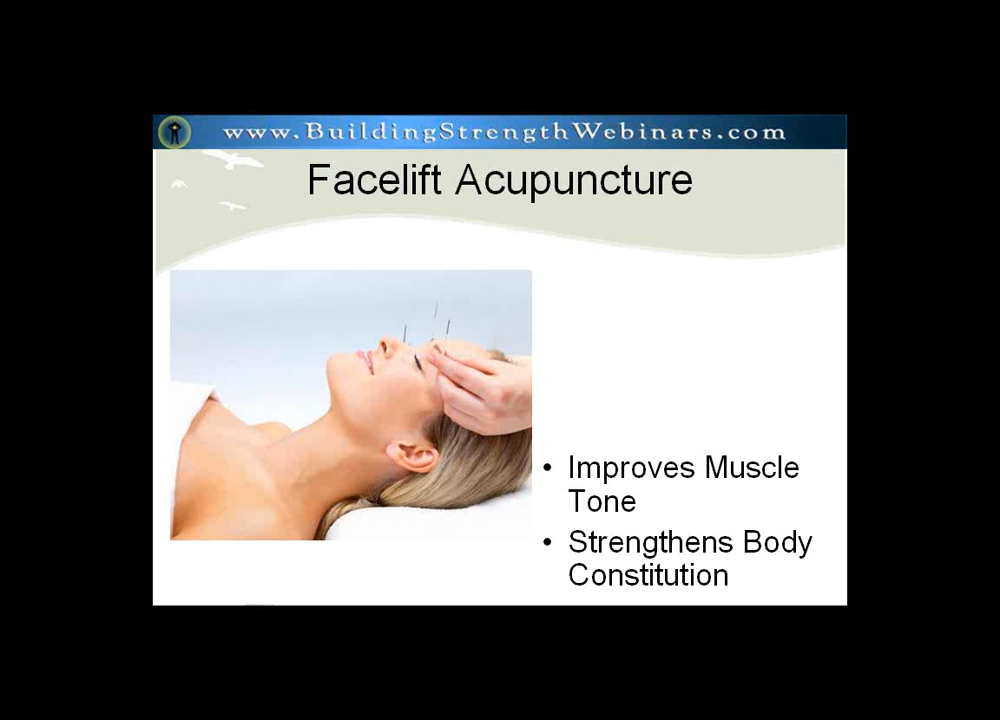 www.BuildingStrengthWebinars.com
Facelift Acupuncture
• Improves Muscle
Tone
• Strengthens Body
Constitution